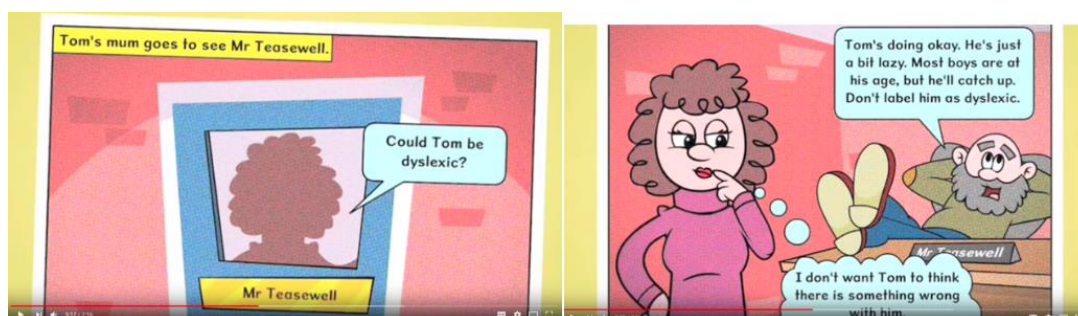 Tom's mum goes to see Mr Teasewell.
Could Tom be
dyslexic?
Mr Teasewell
Tom's doing okay. He's just
a bit lazy. Most boys are at
his age, but he'll catch up.
Don't label him as dyslexic.
Mr Teasewell
I don't want Tom to think
there is something wrong
with him.